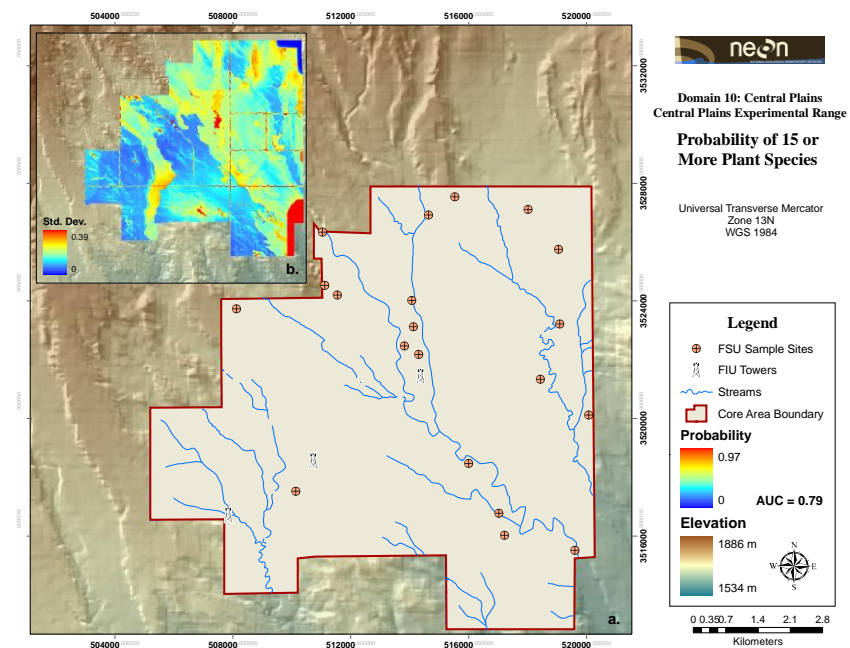 504000
508000
512000
516000
520000
3532000
3528000
3524000
3520000
3516000
Std. Dev.
0.39
0
b.
a.
504000
508000
512000
516000
520000
neon
Domain 10: Central Plains
Central Plains Experimental Range
Probability of 15 or
More Plant Species
Universal Transverse Mercator
Zone 13N
WGS 1984
Legend
FSU Sample Sites
FIU Towers
Streams
Core Area Boundary
Probability
0.97
0
AUC = 0.79
Elevation
1886 m
1534 m
N
W E
S
0 0.35 0.7 1.4 2.1 2.8
Kilometers